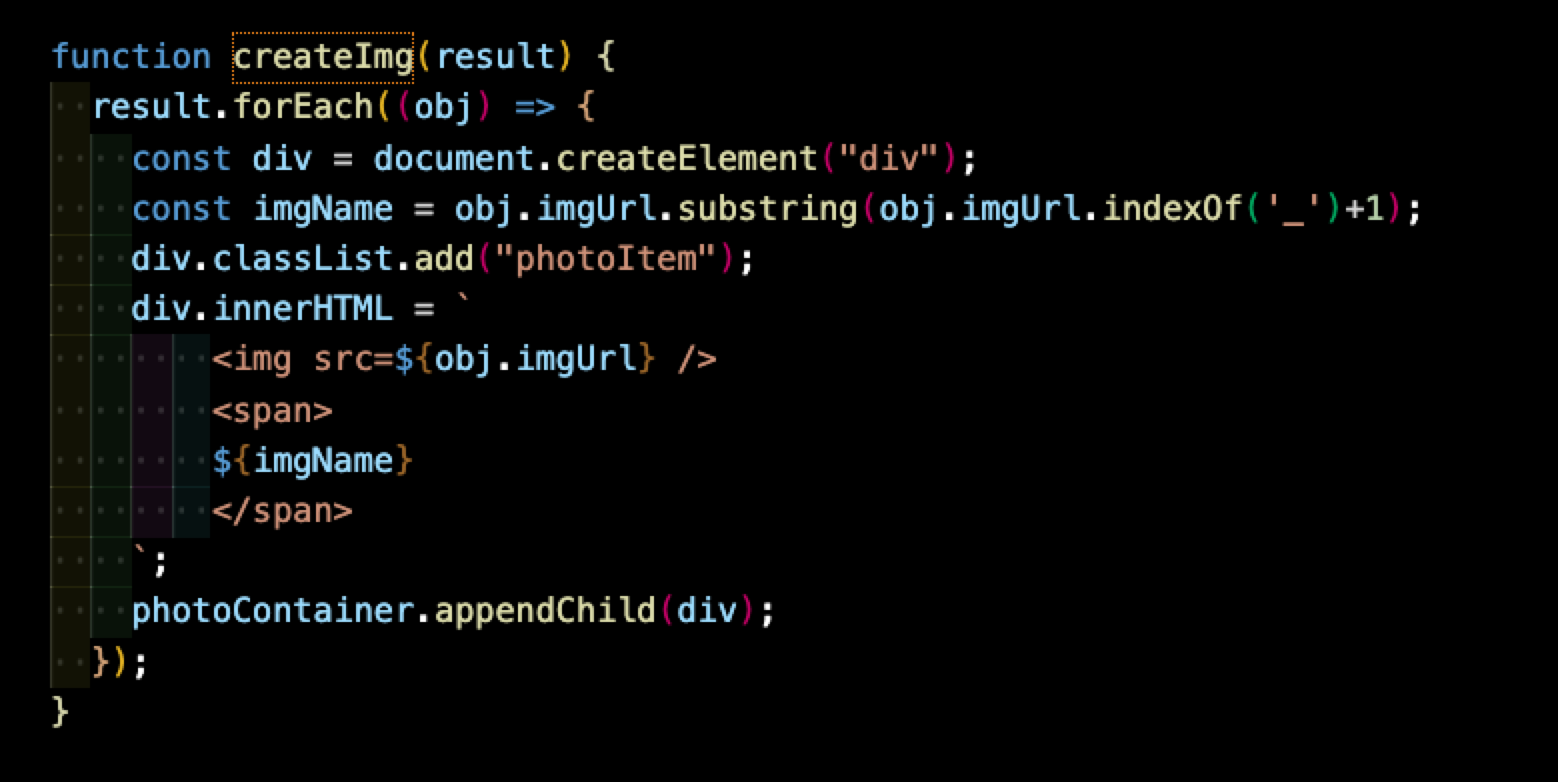 function createImg(result) {
  result.forEach((obj) => {
    const div = document.createElement("div");
    const imgName = obj.imgUrl.substring(obj.imgUrl.indexOf('_')+1);
    div.classList.add("photoItem");
    div.innerHTML = `
        <img src=${obj.imgUrl} />
        <span>
        ${imgName}
        </span>
    `;
    photoContainer.appendChild(div);
  });
}